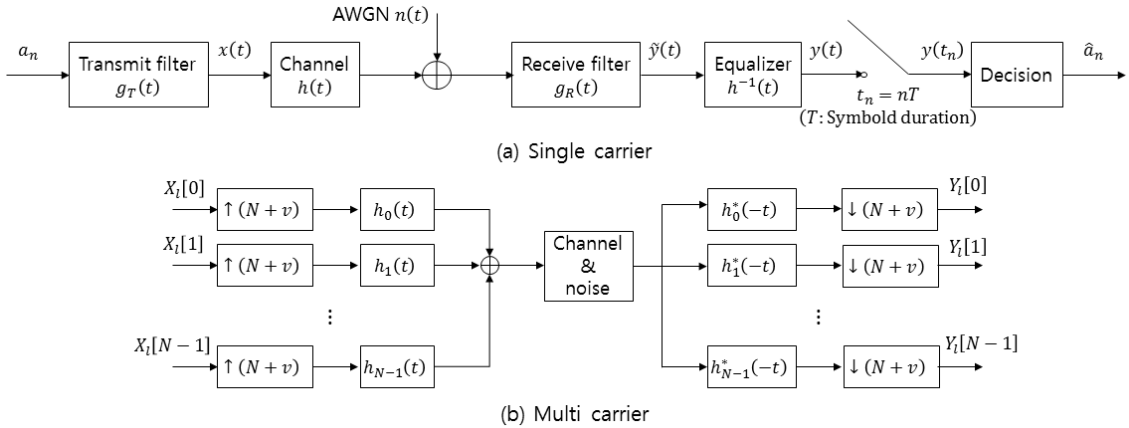 AWGN n(t)
a_n
Transmit filter
g_T(t)
x(t)
Channel
h(t)
Receive filter
g_R(t)
ỹ(t)
Equalizer
h⁻¹(t)
y(t)
t_n = nT
(T: Symbold duration)
y(t_n)
Decision
â_n
(a) Single carrier
X_l[0]
↑ (N + v)
h_0(t)
h_0^*(−t)
↓ (N + v)
Y_l[0]
X_l[1]
↑ (N + v)
h_1(t)
Channel
&
noise
h_1^*(−t)
↓ (N + v)
Y_l[1]
⋮
⋮
X_l[N − 1]
↑ (N + v)
h_{N−1}(t)
h_{N−1}^*(−t)
↓ (N + v)
Y_l[N − 1]
(b) Multi carrier